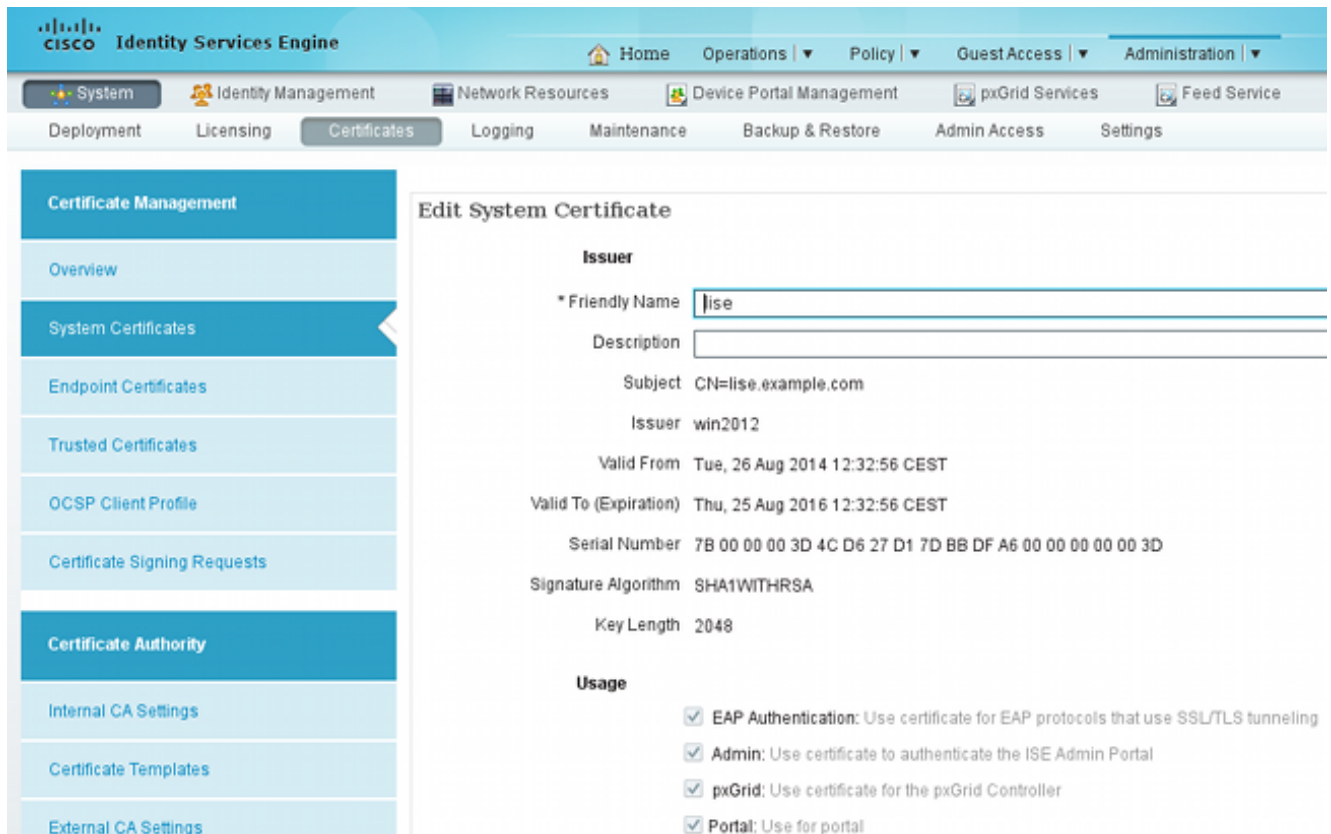 cisco Identity Services Engine
Home Operations | ▼ Policy | ▼ Guest Access | ▼ Administration | ▼
System Identity Management Network Resources Device Portal Management pxGrid Services Feed Service
Deployment Licensing Certificates Logging Maintenance Backup & Restore Admin Access Settings
Certificate Management
Overview
System Certificates
Endpoint Certificates
Trusted Certificates
OCSP Client Profile
Certificate Signing Requests
Certificate Authority
Internal CA Settings
Certificate Templates
External CA Settings
Edit System Certificate
Issuer
* Friendly Name lise
Description
Subject CN=lise.example.com
Issuer win2012
Valid From Tue, 26 Aug 2014 12:32:56 CEST
Valid To (Expiration) Thu, 25 Aug 2016 12:32:56 CEST
Serial Number 7B 00 00 00 3D 4C D6 27 D1 7D BB DF A6 00 00 00 00 00 3D
Signature Algorithm SHA1WITHRSA
Key Length 2048
Usage
EAP Authentication: Use certificate for EAP protocols that use SSL/TLS tunneling
Admin: Use certificate to authenticate the ISE Admin Portal
pxGrid: Use certificate for the pxGrid Controller
Portal: Use for portal